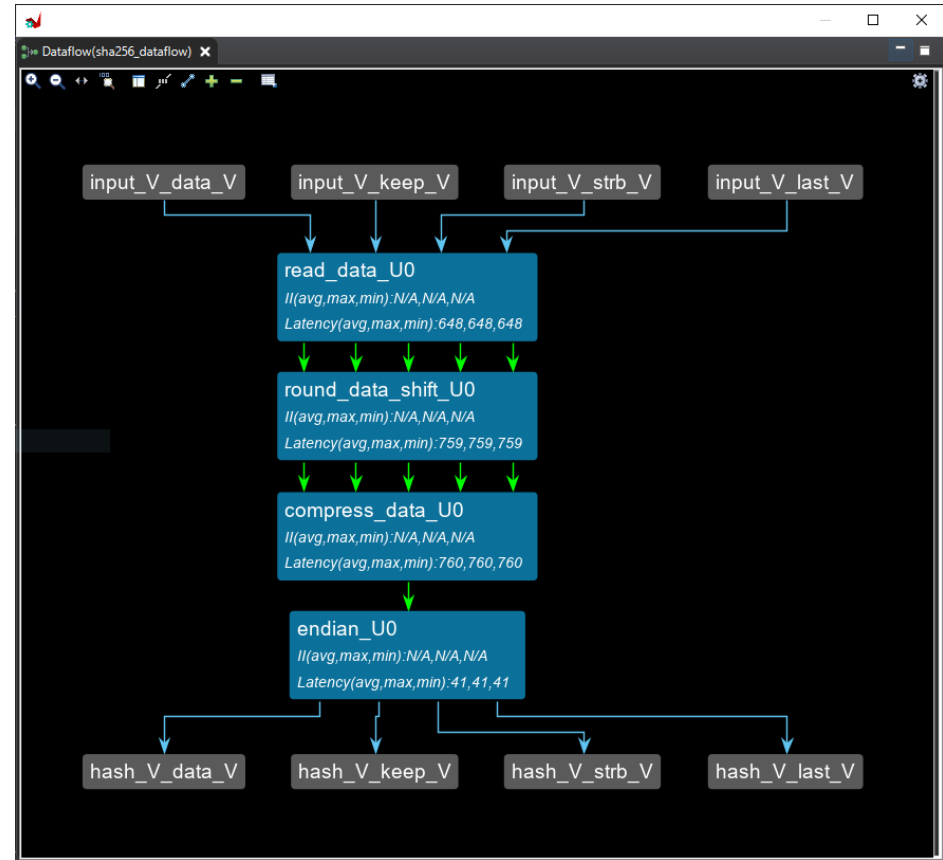 Dataflow(sha256_dataflow)
input_V_data_V
input_V_keep_V
input_V_strb_V
input_V_last_V
read_data_U0
II(avg,max,min):N/A,N/A,N/A
Latency(avg,max,min):648,648,648
round_data_shift_U0
II(avg,max,min):N/A,N/A,N/A
Latency(avg,max,min):759,759,759
compress_data_U0
II(avg,max,min):N/A,N/A,N/A
Latency(avg,max,min):760,760,760
endian_U0
II(avg,max,min):N/A,N/A,N/A
Latency(avg,max,min):41,41,41
hash_V_data_V
hash_V_keep_V
hash_V_strb_V
hash_V_last_V